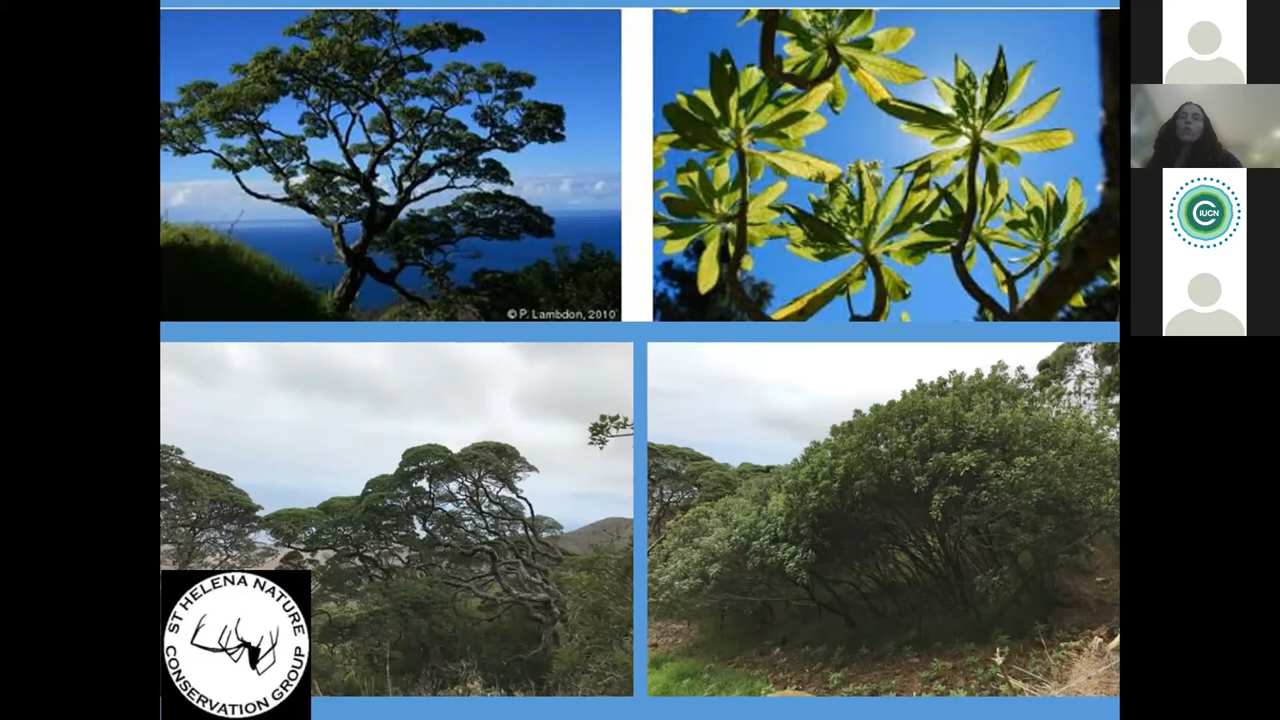 © P. Lambdon, 2010
IUCN
ST HELENA NATURE
CONSERVATION GROUP